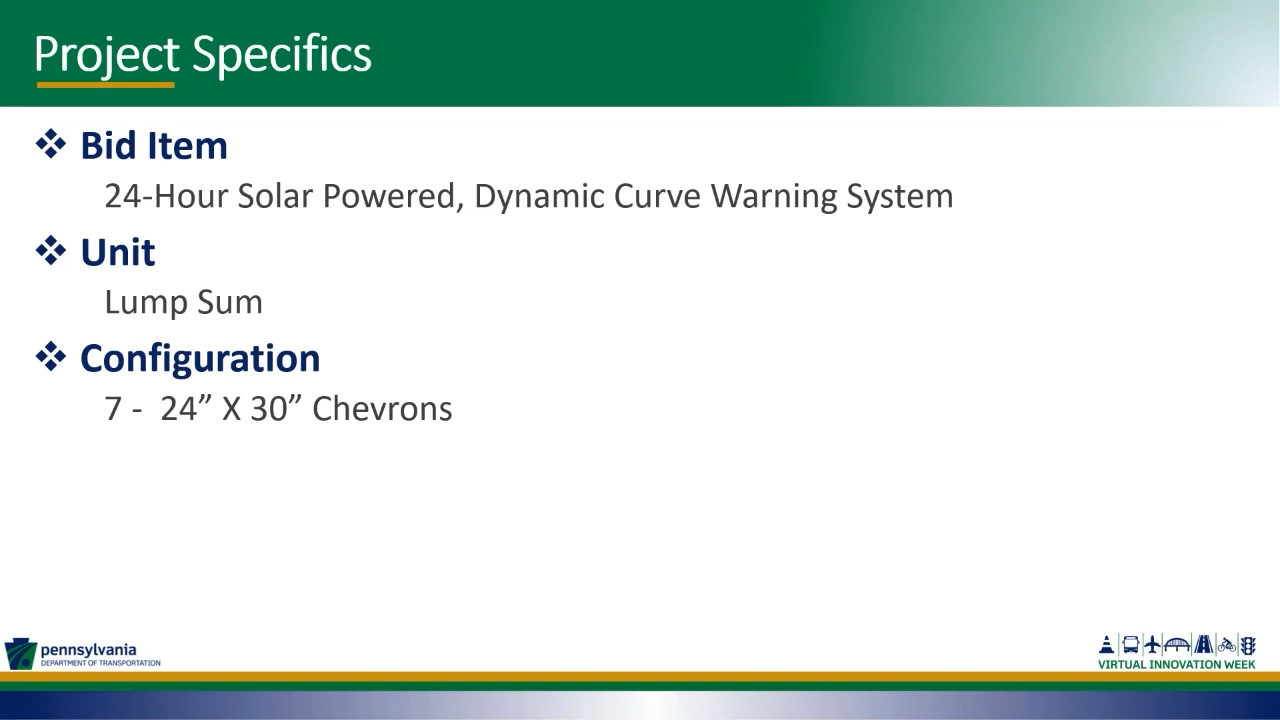 Project Specifics
❖ Bid Item
24-Hour Solar Powered, Dynamic Curve Warning System
❖ Unit
Lump Sum
❖ Configuration
7 -  24” X 30” Chevrons
pennsylvania
DEPARTMENT OF TRANSPORTATION
VIRTUAL INNOVATION WEEK